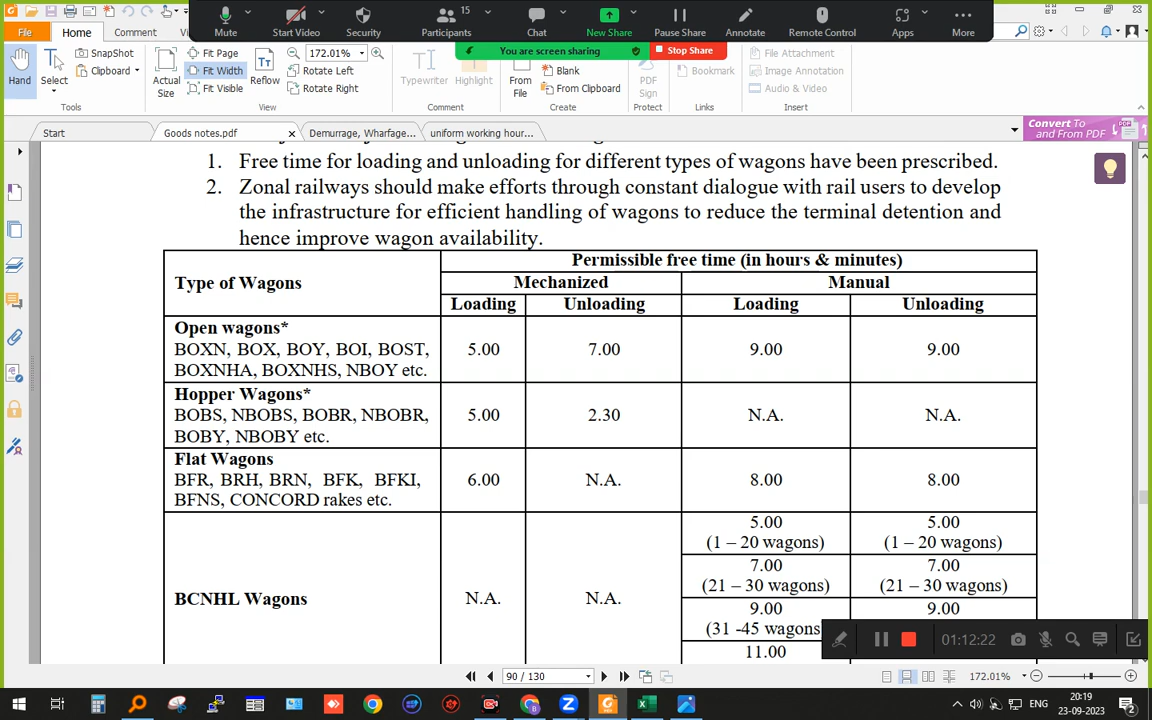 Mute
Start Video
Security
15
Participants
Chat
New Share
Pause Share
Annotate
Remote Control
Apps
More
You are screen sharing
Stop Share
File
Home
Comment
Hand
Select
SnapShot
Clipboard
Tools
Actual
Size
Fit Page
Fit Width
Fit Visible
Reflow
172.01%
Rotate Left
Rotate Right
View
Typewriter
Highlight
Comment
From
File
Blank
From Clipboard
Create
PDF
Sign
Protect
Bookmark
Links
File Attachment
Image Annotation
Audio & Video
Insert
Start
Goods notes.pdf
Demurrage, Wharfage...
uniform working hour...
Convert To
and From PDF
1. Free time for loading and unloading for different types of wagons have been prescribed.
2. Zonal railways should make efforts through constant dialogue with rail users to develop
the infrastructure for efficient handling of wagons to reduce the terminal detention and
hence improve wagon availability.
Type of Wagons
Permissible free time (in hours & minutes)
Mechanized
Manual
Loading
Unloading
Loading
Unloading
Open wagons*
BOXN, BOX, BOY, BOI, BOST,
BOXNHA, BOXNHS, NBOY etc.
5.00
7.00
9.00
9.00
Hopper Wagons*
BOBS, NBOBS, BOBR, NBOBR,
BOBY, NBOBY etc.
5.00
2.30
N.A.
N.A.
Flat Wagons
BFR, BRH, BRN, BFK, BFKI,
BFNS, CONCORD rakes etc.
6.00
N.A.
8.00
8.00
BCNHL Wagons
N.A.
N.A.
5.00
(1 – 20 wagons)
5.00
(1 – 20 wagons)
7.00
(21 – 30 wagons)
7.00
(21 – 30 wagons)
9.00
(31 -45 wagons
9.00
11.00
01:12:22
90 / 130
172.01%
ENG
20:19
23-09-2023
2